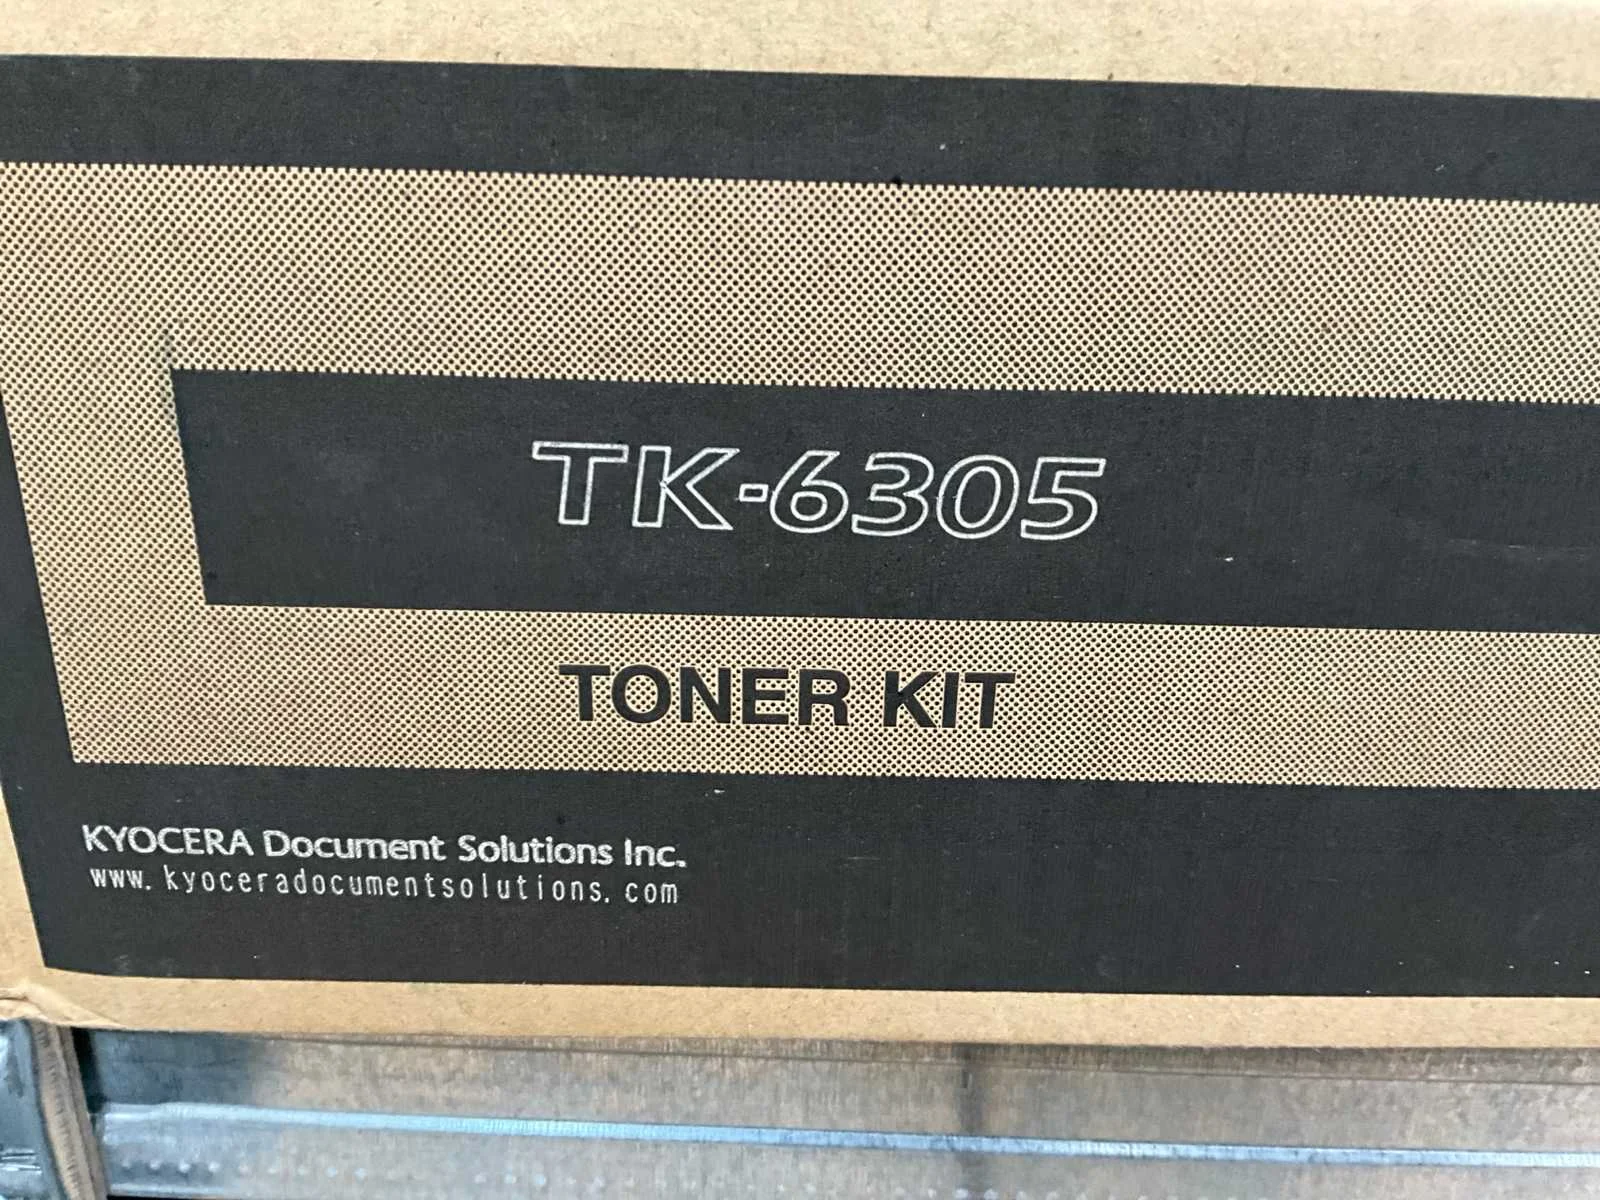 TK-6305
TONER KIT
KYOCERA Document Solutions Inc.
www.kyoceradocumentsolutions.com